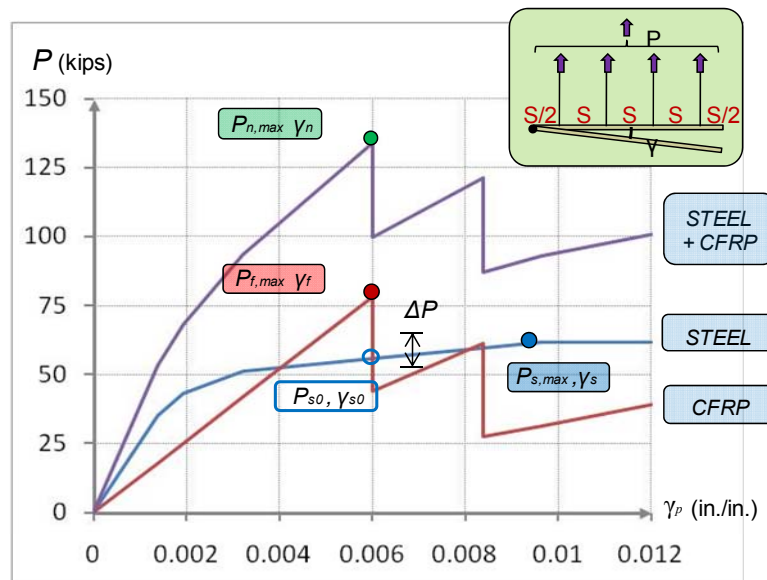 P (kips)
P
S/2 S S S S/2
γ
150
125
100
75
50
25
0
Pn,max γn
Pf,max γf
ΔP
Ps0 , γs0
Ps,max ,γs
STEEL
+ CFRP
STEEL
CFRP
γp (in./in.)
0 0.002 0.004 0.006 0.008 0.01 0.012